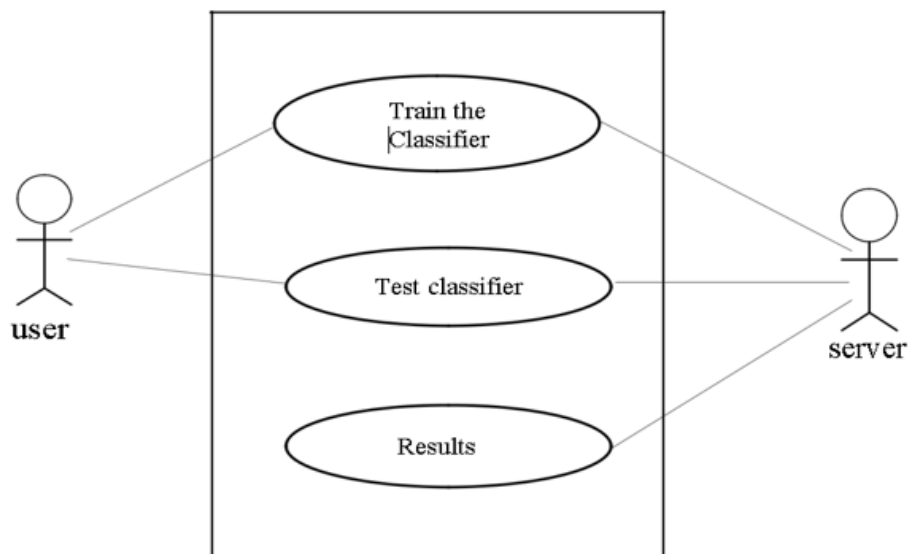 Train the
Classifier
Test classifier
user
server
Results